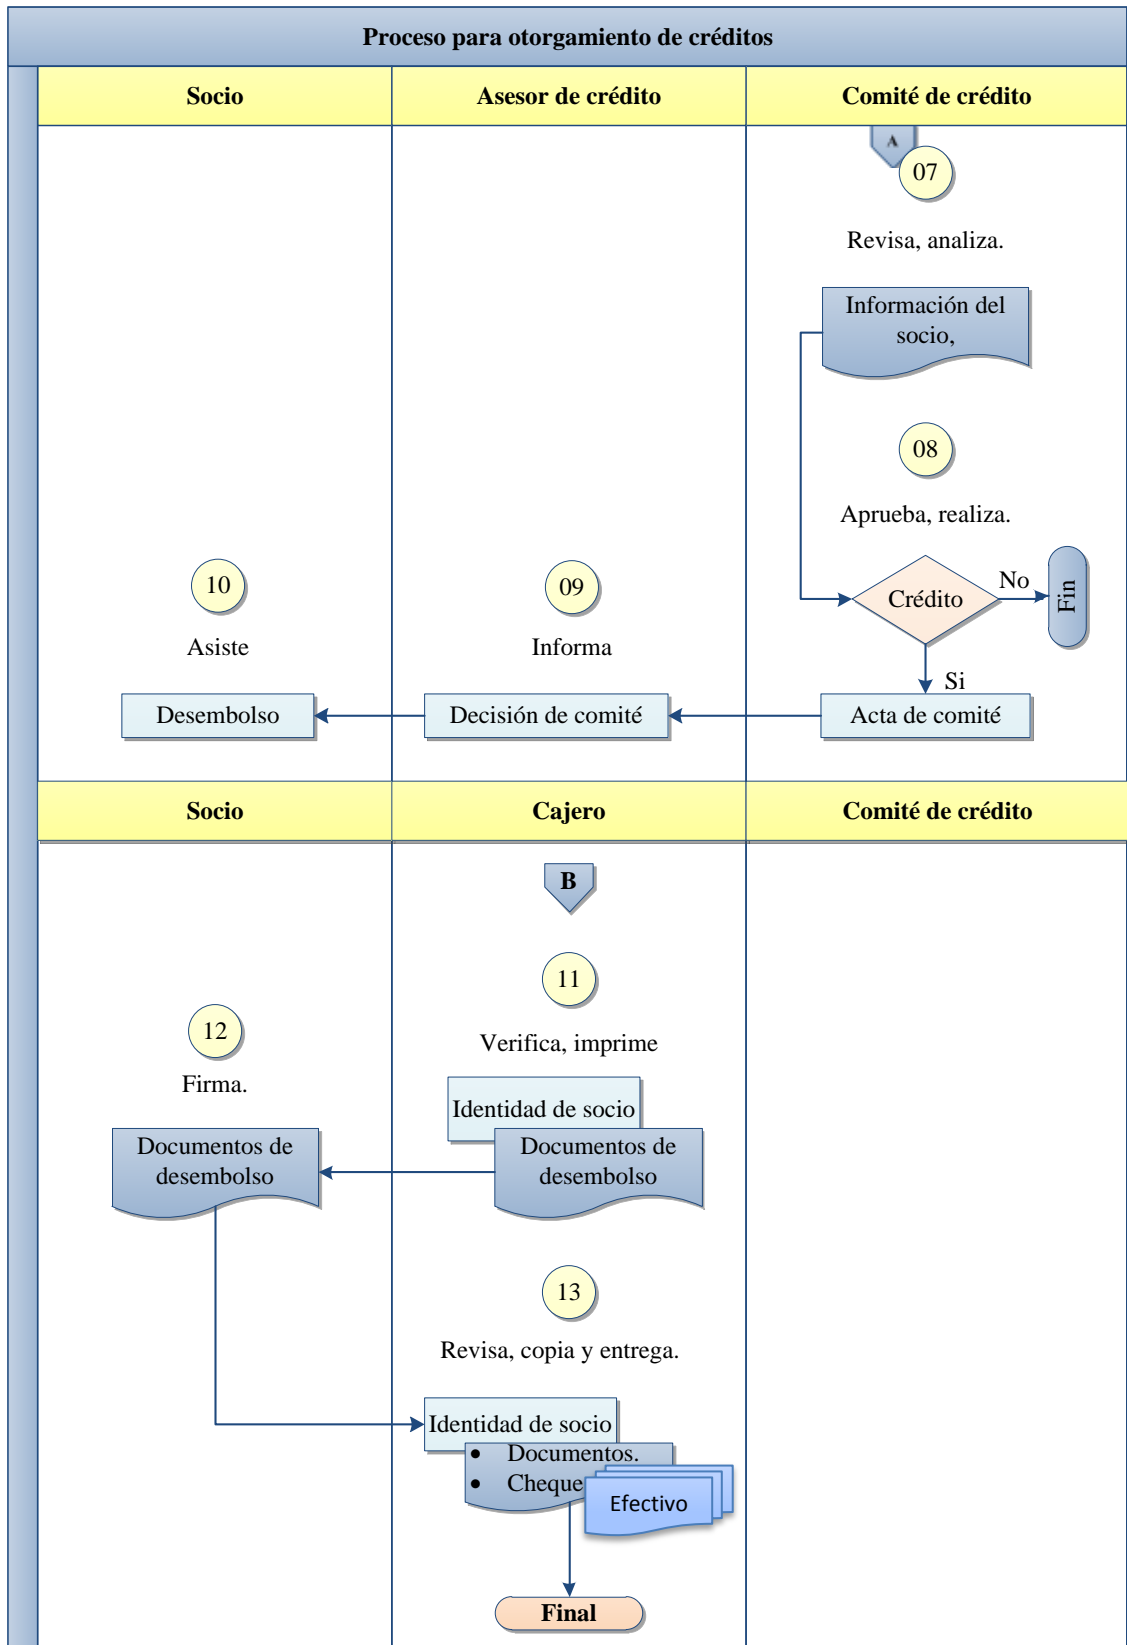 Proceso para otorgamiento de créditos
Socio
Asesor de crédito
Comité de crédito
A
07
Revisa, analiza.
Información del
socio,
08
Aprueba, realiza.
Crédito
No
Fin
Si
Acta de comité
09
Informa
Decisión de comité
10
Asiste
Desembolso
Socio
Cajero
Comité de crédito
B
11
Verifica, imprime
Identidad de socio
Documentos de
desembolso
12
Firma.
Documentos de
desembolso
13
Revisa, copia y entrega.
Identidad de socio
• Documentos.
• Cheque
Efectivo
Final